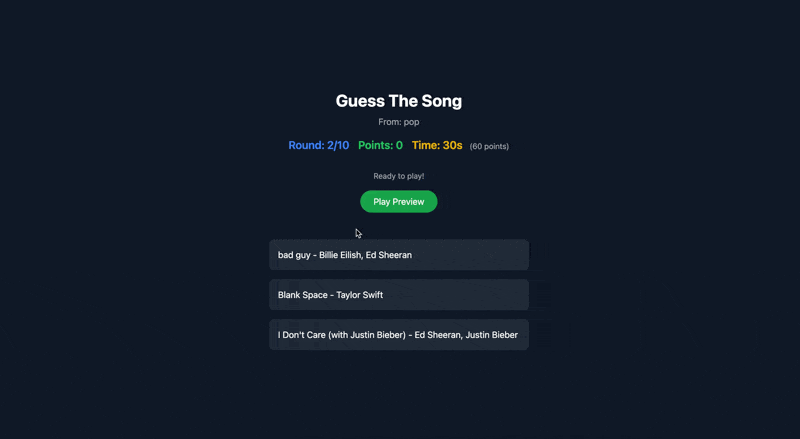 Guess The Song
From: pop
Round: 2/10 Points: 0 Time: 30s (60 points)
Ready to play!
Play Preview
bad guy - Billie Eilish, Ed Sheeran
Blank Space - Taylor Swift
I Don't Care (with Justin Bieber) - Ed Sheeran, Justin Bieber